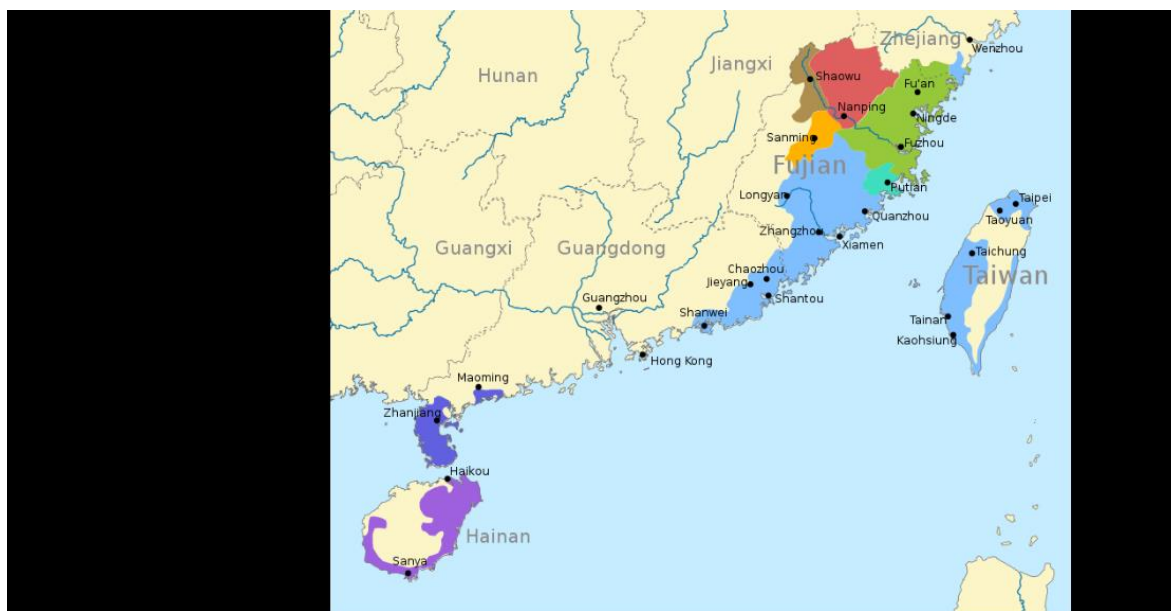 Zhejiang
Wenzhou
Jiangxi
Hunan
Shaowu
Fu'an
Nanping
Ningde
Sanming
Fuzhou
Fujian
Putian
Longyan
Taipei
Quanzhou
Taoyuan
Zhangzhou
Xiamen
Guangxi
Guangdong
Taichung
Chaozhou
Taiwan
Jieyang
Shantou
Guangzhou
Shanwei
Tainan
Kaohsiung
Hong Kong
Maoming
Zhanjiang
Haikou
Hainan
Sanya